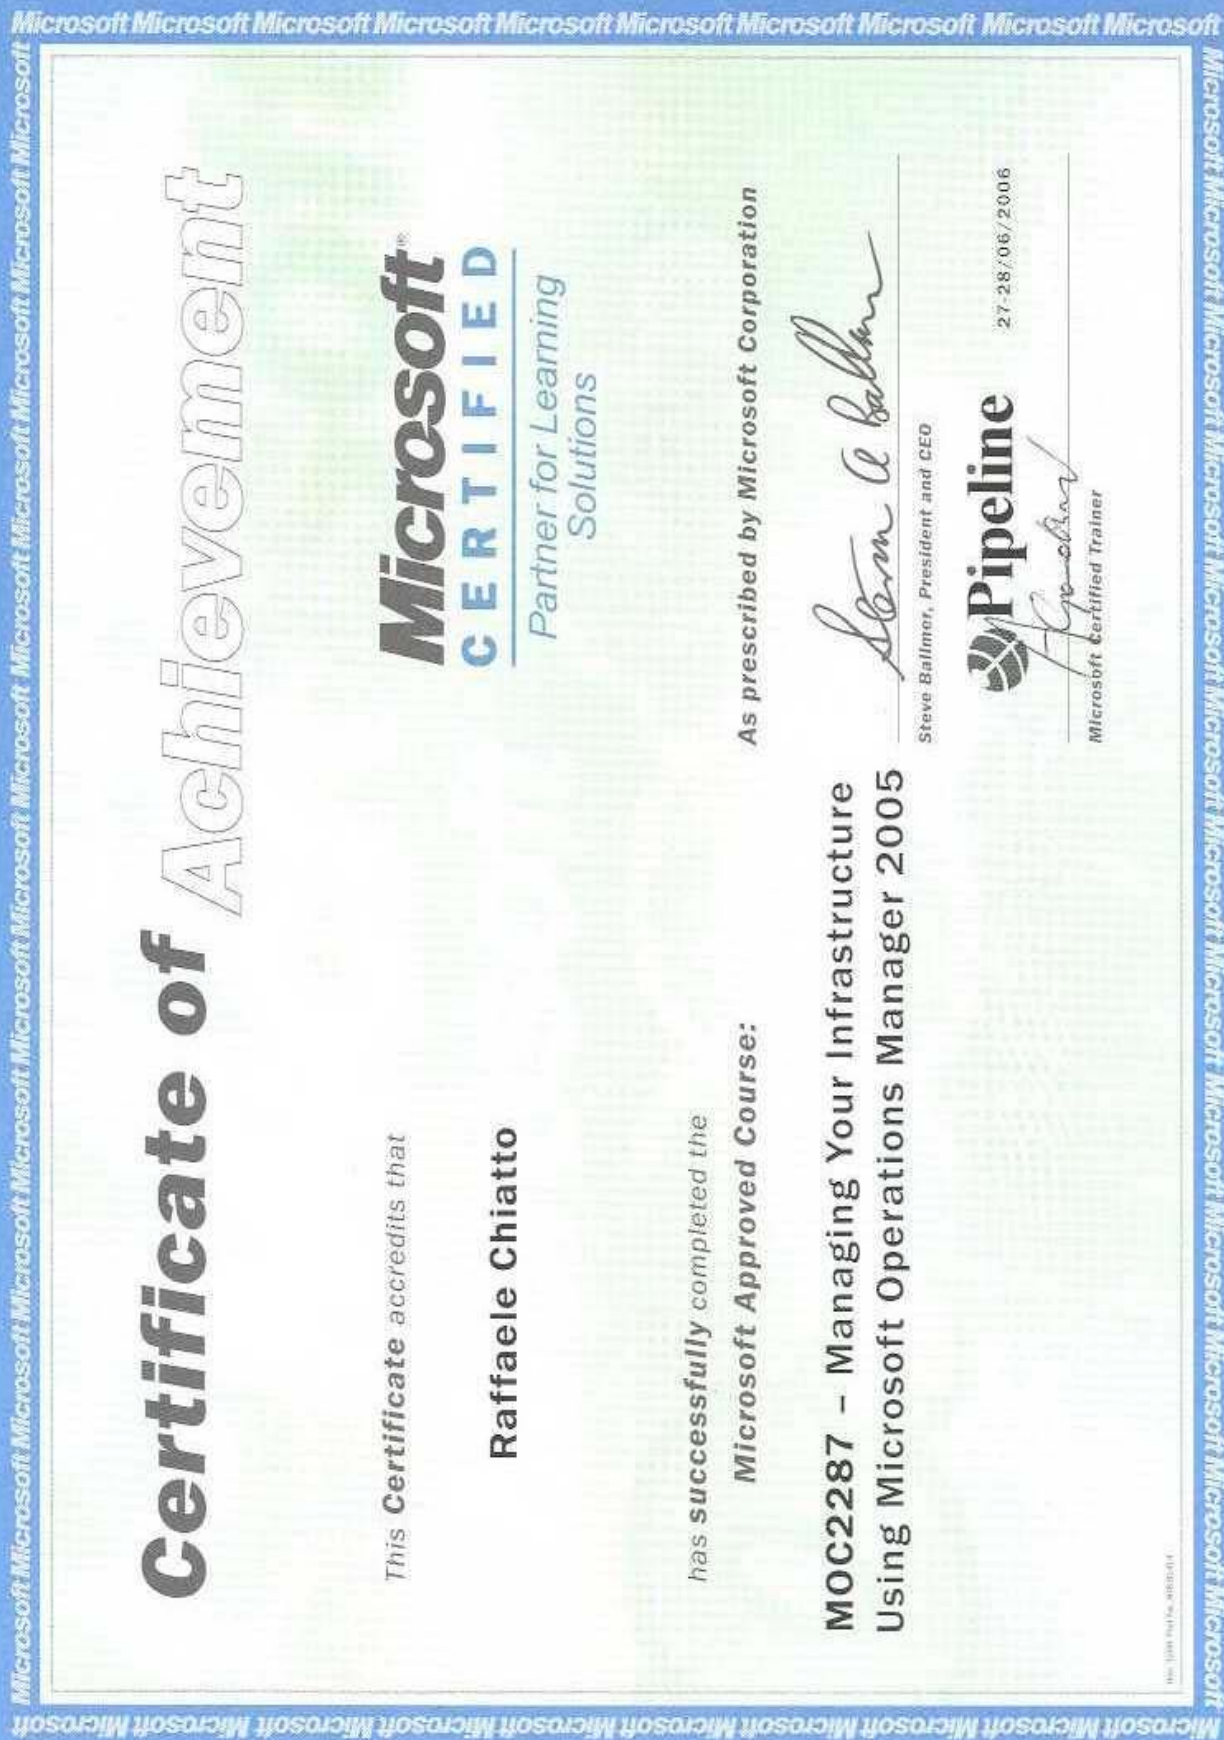 Microsoft Microsoft Microsoft Microsoft Microsoft Microsoft Microsoft Microsoft Microsoft Microsoft
Certificate of Achievement
This Certificate accredits that
Raffaele Chiatto
Microsoft®
CERTIFIED
Partner for Learning
Solutions
has successfully completed the
Microsoft Approved Course:
MOC2287 – Managing Your Infrastructure
Using Microsoft Operations Manager 2005
As prescribed by Microsoft Corporation
Steven A Ballmer
Steve Ballmer, President and CEO
Pipeline
27-28/06/2006
Microsoft Certified Trainer